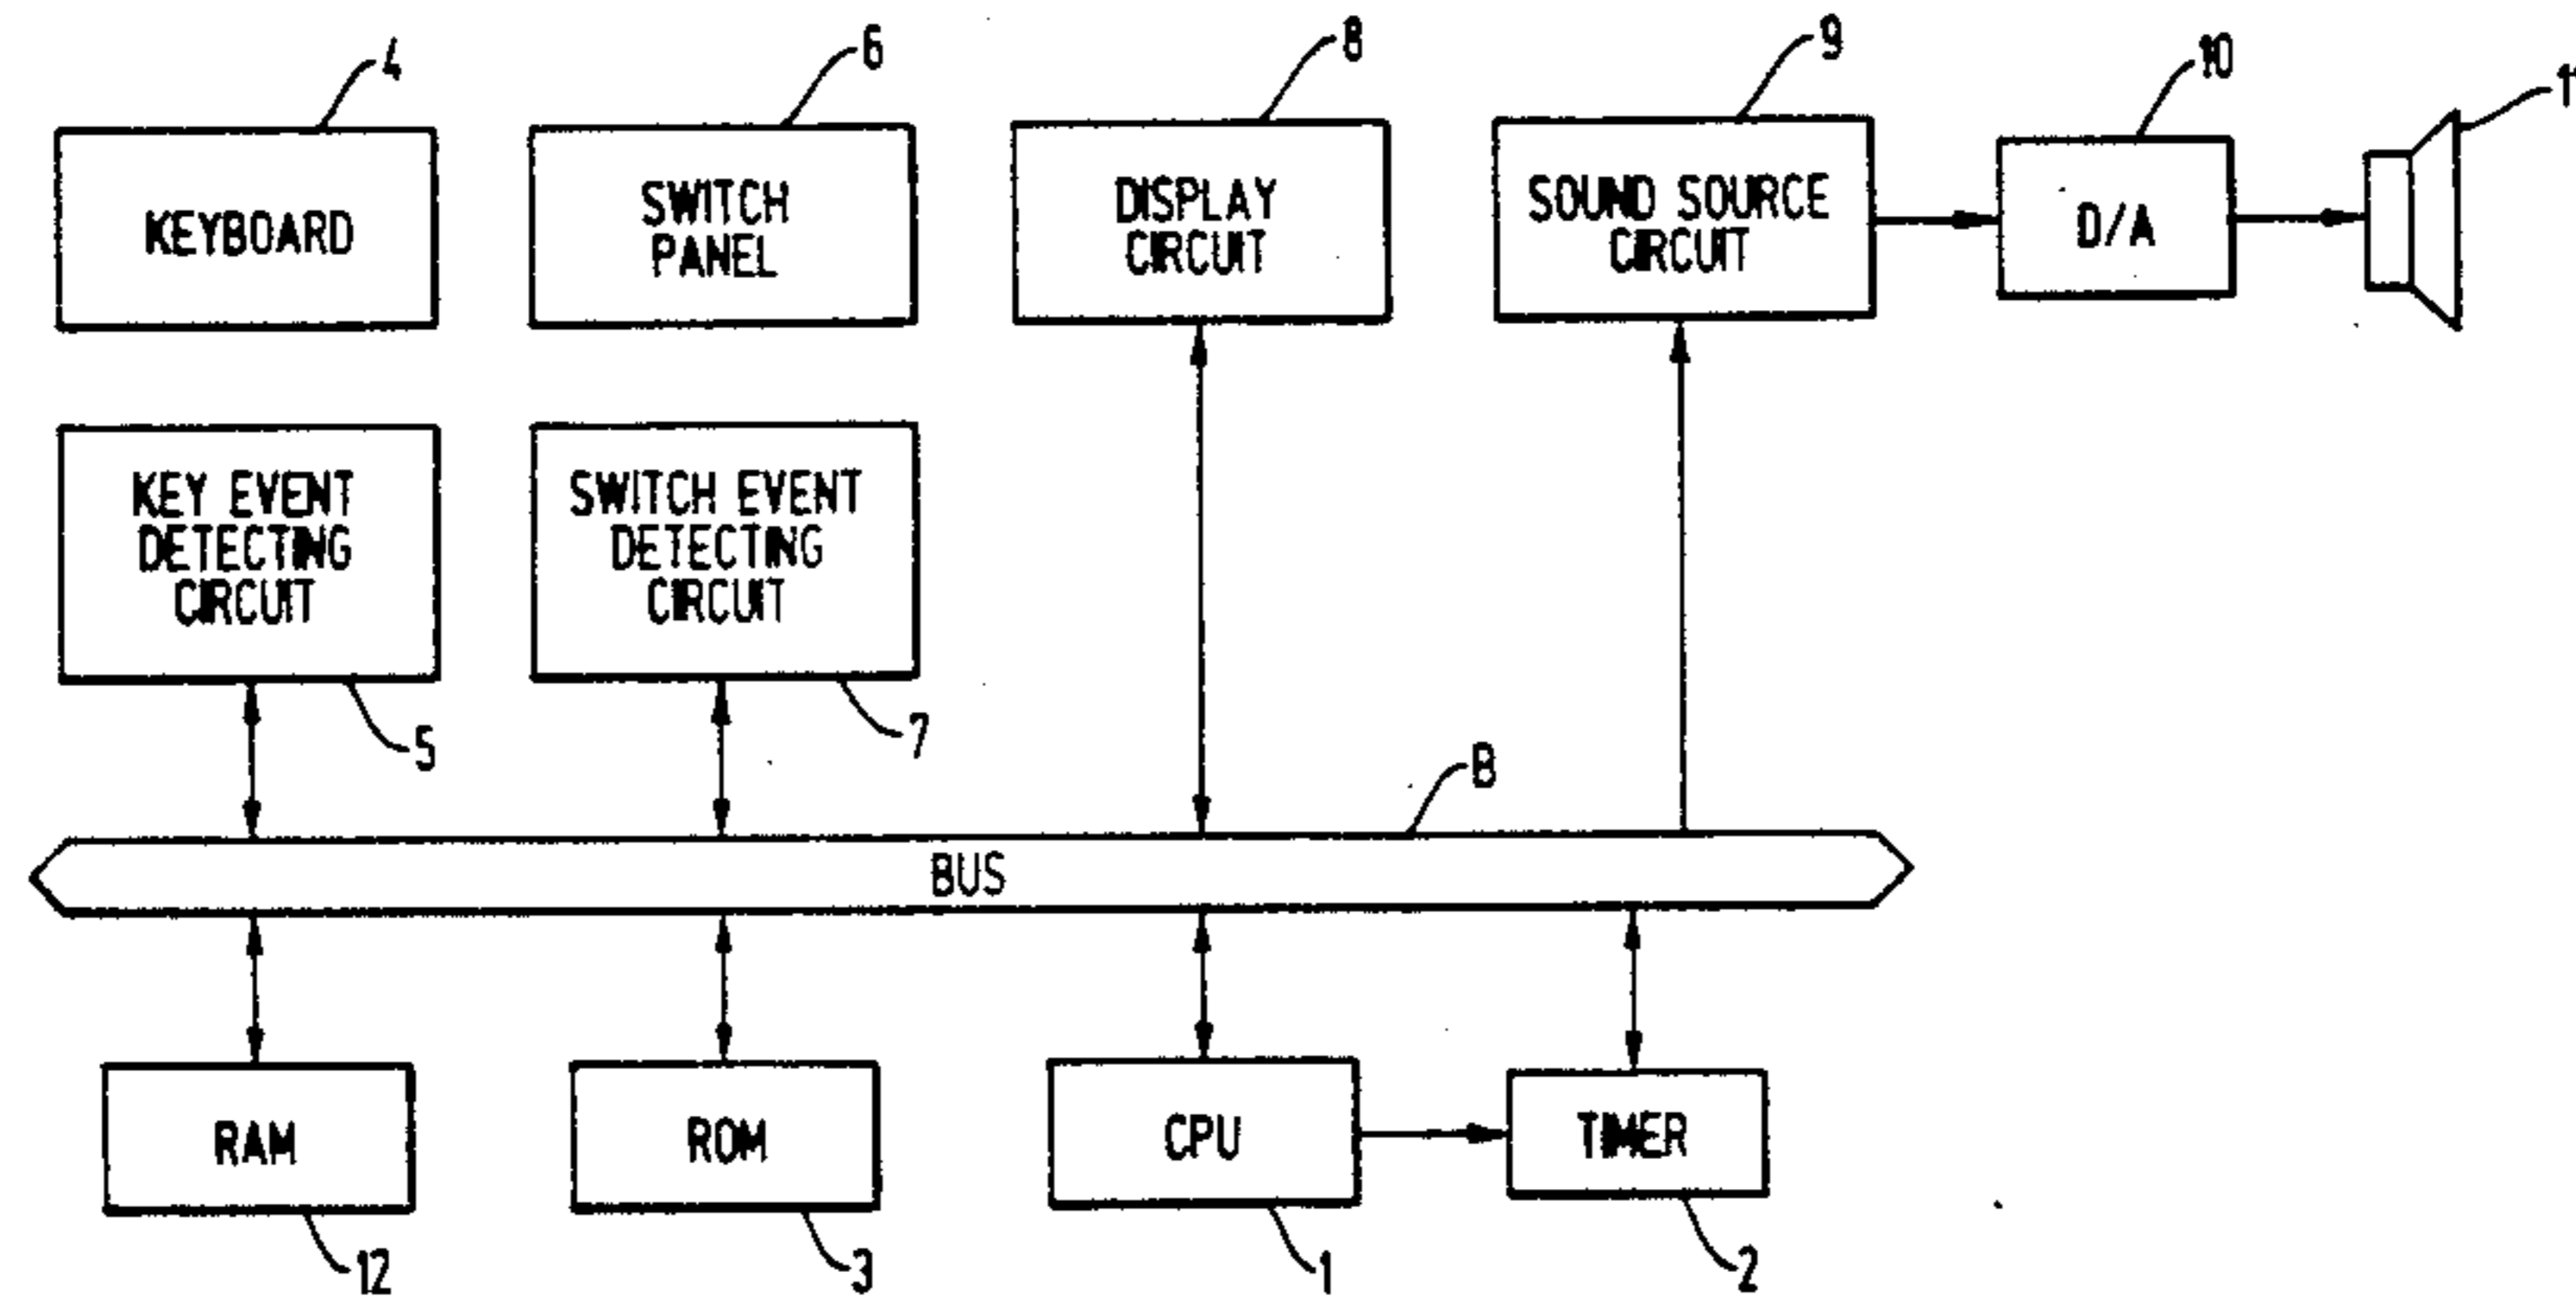 4
6
8
9
10
11
KEYBOARD
SWITCH
PANEL
DISPLAY
CIRCUIT
SOUND SOURCE
CIRCUIT
D/A
KEY EVENT
DETECTING
CIRCUIT
SWITCH EVENT
DETECTING
CIRCUIT
5
7
B
BUS
RAM
ROM
CPU
TIMER
12
3
1
2